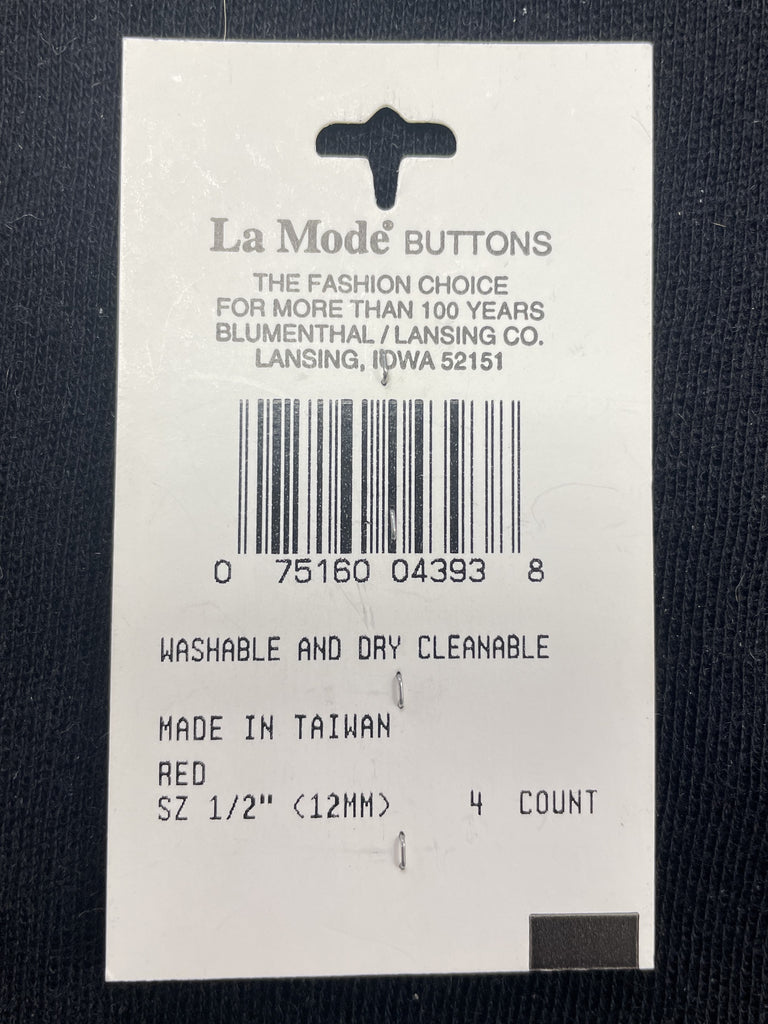 La Mode® BUTTONS
THE FASHION CHOICE
FOR MORE THAN 100 YEARS
BLUMENTHAL / LANSING CO.
LANSING, IOWA 52151
0 75160 04393 8
WASHABLE AND DRY CLEANABLE
MADE IN TAIWAN
RED
SZ 1/2" (12MM) 4 COUNT